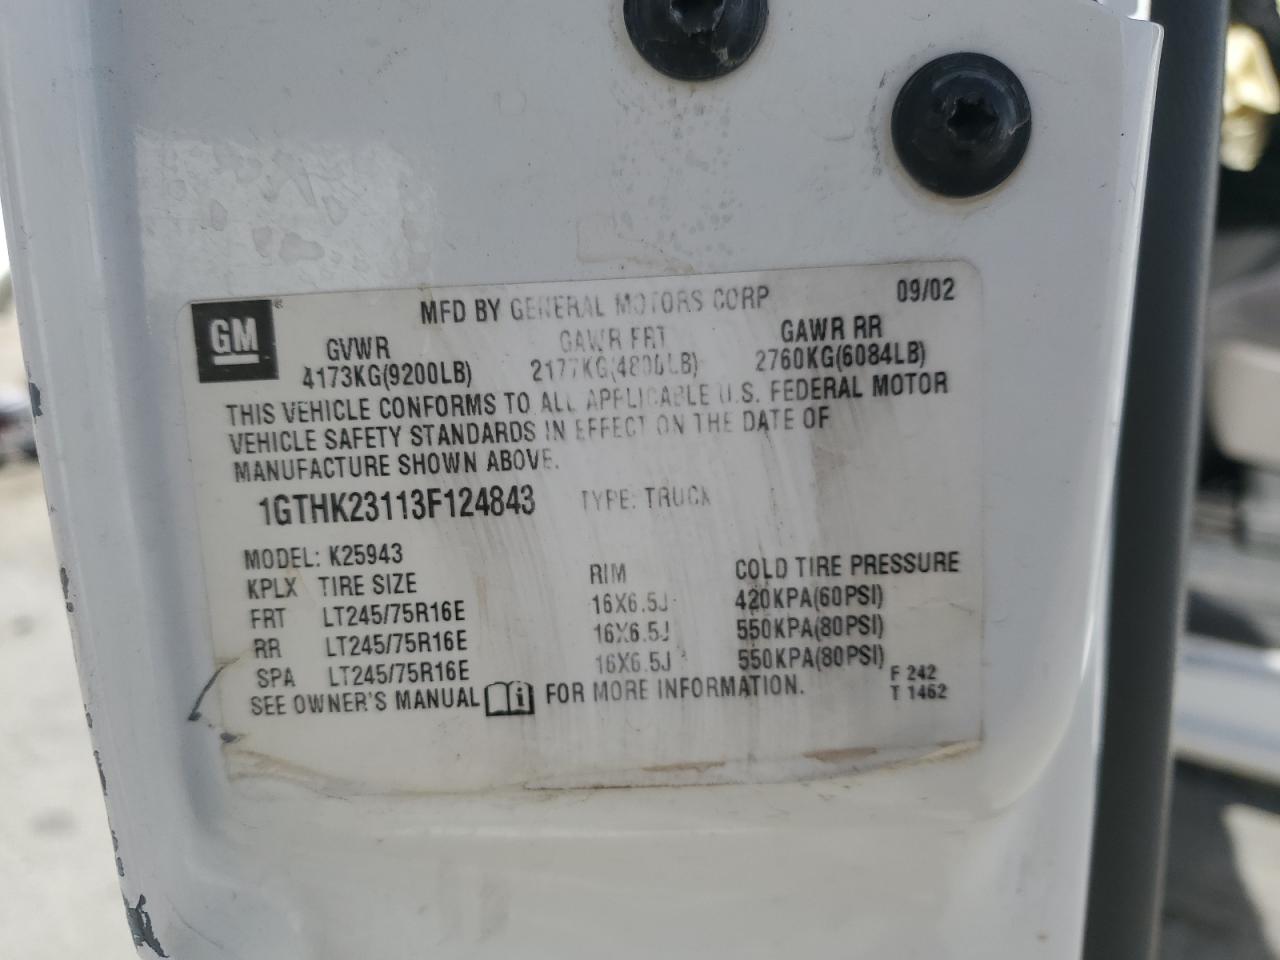 GM MFD BY GENERAL MOTORS CORP 09/02
GVWR GAWR FRT GAWR RR
4173KG(9200LB) 2177KG(4800LB) 2760KG(6084LB)
THIS VEHICLE CONFORMS TO ALL APPLICABLE U.S. FEDERAL MOTOR
VEHICLE SAFETY STANDARDS IN EFFECT ON THE DATE OF
MANUFACTURE SHOWN ABOVE.
1GTHK23113F124843 TYPE: TRUCK
MODEL: K25943
KPLX TIRE SIZE RIM COLD TIRE PRESSURE
FRT LT245/75R16E 16X6.5J 420KPA(60PSI)
RR LT245/75R16E 16X6.5J 550KPA(80PSI)
SPA LT245/75R16E 16X6.5J 550KPA(80PSI)
SEE OWNER'S MANUAL i FOR MORE INFORMATION. F 242
T 1462